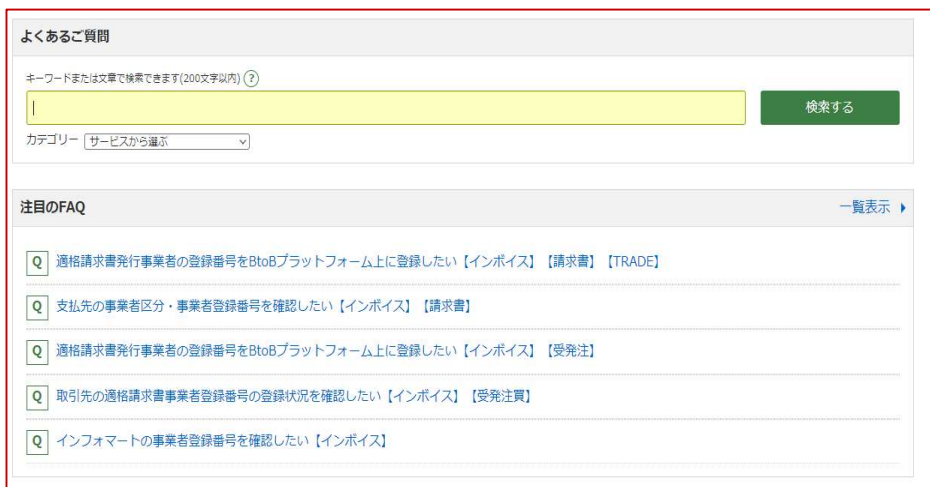 よくあるご質問
キーワードまたは文章で検索できます(200文字以内) ?
検索する
カテゴリー サービスから選ぶ
注目のFAQ 一覧表示
Q 適格請求書発行事業者の登録番号をBtoBプラットフォーム上に登録したい【インボイス】【請求書】【TRADE】
Q 支払先の事業者区分・事業者登録番号を確認したい【インボイス】【請求書】
Q 適格請求書発行事業者の登録番号をBtoBプラットフォーム上に登録したい【インボイス】【受発注】
Q 取引先の適格請求書事業者登録番号の登録状況を確認したい【インボイス】【受発注買】
Q インフォマートの事業者登録番号を確認したい【インボイス】